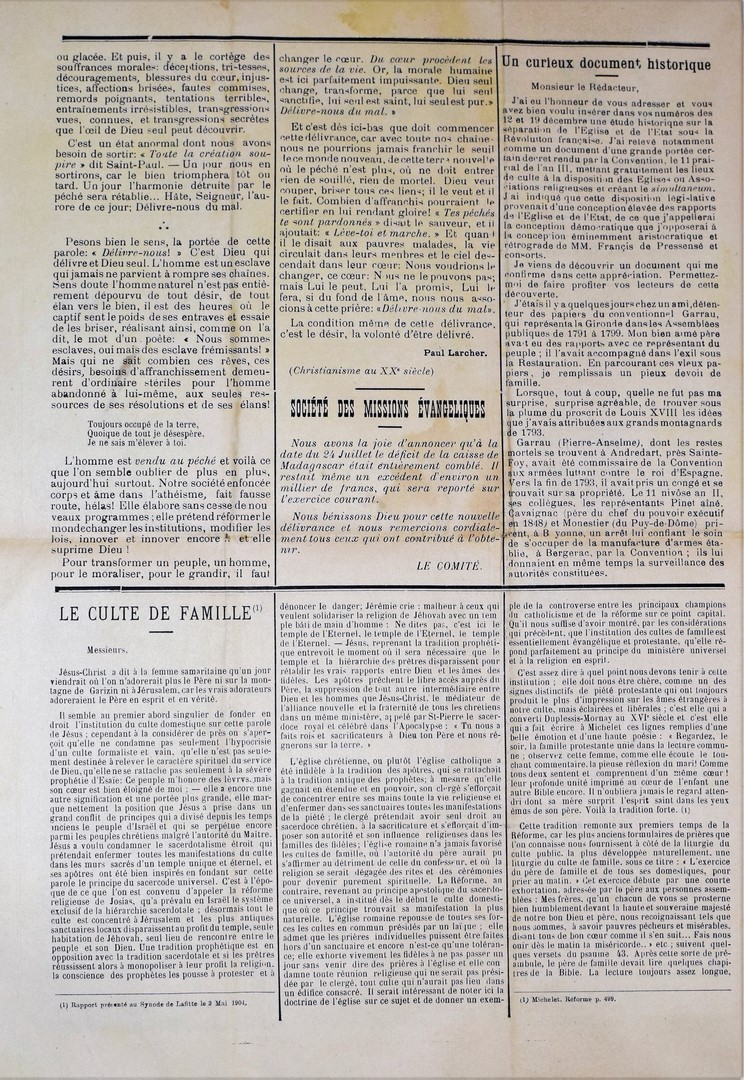 ou glacée. Et puis, il y a le cortège des
souffrances morales: déceptions, tristesses,
découragements, blessures du cœur, injus-
tices, affections brisées, fautes commises,
remords poignants, tentations terribles,
entraînements irrésistibles, transgressions
vues, connues, et transgressions secrètes
que l'œil de Dieu seul peut découvrir.
C'est un état anormal dont nous avons
besoin de sortir: « Toute la création sou-
pire » dit Saint-Paul. — Un jour nous en
sortirons, car le bien triomphera tôt ou
tard. Un jour l'harmonie détruite par le
péché sera rétablie... Hâte, Seigneur, l'au-
rore de ce jour; Délivre-nous du mal.
Pesons bien le sens, la portée de cette
parole: « Délivre-nous! » C'est Dieu qui
délivre et Dieu seul. L'homme est un esclave
qui jamais ne parvient à rompre ses chaînes.
Sens doute l'homme naturel n'est pas entiè-
rement dépourvu de tout désir, de tout
élan vers le bien, il est des heures où le
captif sent le poids de ses entraves et essaie
de les briser, réalisant ainsi, comme on l'a
dit, le mot d'un poëte: « Nous sommes
esclaves, oui mais des esclave frémissants! »
Mais qui ne sait combien ces rêves, ces
désirs, besoins d'affranchissement demeu-
rent d'ordinaire stériles pour l'homme
abandonné à lui-même, aux seules res-
sources de ses résolutions et de ses élans!
Toujours occupé de la terre,
Quoique de tout je désespère,
Je ne sais m'élever à toi.
L'homme est vendu au péché et voilà ce
que l'on semble oublier de plus en plus,
aujourd'hui surtout. Notre société enfoncée
corps et âme dans l'athéisme, fait fausse
route, hélas! Elle élabore sans cesse de nou
veaux programmes; elle prétend réformer le
monde changer les institutions, modifier les
lois, innover et innover encore et elle
suprime Dieu !
Pour transformer un peuple, un homme,
pour le moraliser, pour le grandir, il faut
changer le cœur. Du cœur procèdent les
sources de la vie. Or, la morale humaine
est ici parfaitement impuissante. Dieu seul
change, transforme, parce que lui seul
sanctifie, lui seul est saint, lui seul est pur.»
Délivre-nous du mal. »
Et c'est dès ici-bas que doit commencer
cette délivrance, car avec toute nos chaîne-
nous ne pourrions jamais franchir le seuil
le ce monde nouveau, de cette terre nouvelle
où le péché n'est plus, où ne doit entrer
rien de souillé, rien de mortel. Dieu veut
couper, briser tous ces liens; il le veut et il
le fait. Combien d'affranchis pourraient le
certifier en lui rendant gloire! « Tes péchés
te sont pardonnés » disait le sauveur, et il
ajoutait: « Lève-toi et marche. » Et quan !
il le disait aux pauvres malades, la vie
circulait dans leurs membres et le ciel des-
cendait dans leur cœur: Nous voudrions le
changer, ce cœur: Nous ne le pouvons pas;
mais Lui le peut, Lui l'a promis, Lui le
fera, si du fond de l'âme, nous nous asso-
cions à cette prière: «Délivre-nous du mal».
La condition même de cette délivrance,
c'est le désir, la volonté d'être délivré.
Paul Larcher.
(Christianisme au XXe siècle)
SOCIÉTÉ DES MISSIONS ÉVANGELIQUES
Nous avons la joie d'annoncer qu'à la
date du 24 Juillet le déficit de la caisse de
Madagascar était entièrement comblé. Il
restait même un excédent d'environ un
millier de francs, qui sera reporté sur
l'exercice courant.
Nous bénissons Dieu pour cette nouvelle
délivrance et nous remercions cordiale-
ment tous ceux qui ont contribué à l'obte-
nir.
LE COMITÉ.
Un curieux document historique
Monsieur le Rédacteur,
J'ai eu l'honneur de vous adresser et vous
avez bien voulu insérer dans vos numéros des
12 et 19 décembre une étude historique sur la
séparation de l'Eglise et de l'Etat sous la
Révolution française. J'ai relevé notamment
comme un document d'une grande portée cer-
tain décret rendu par la Convention, le 11 prai-
rial de l'an III, mettant gratuitement les lieux
de culte à la disposition des Eglises ou Asso-
ciations religieuses et créant le simultaneum.
J'ai indiqué que cette disposition législative
provenait d'une conception élevée des rapports
de l'Eglise et de l'Etat, de ce que j'appellerai
la conception démocratique que j'opposerai à
la conception éminemment aristocratique et
rétrograde de MM. Françis de Pressensé et
consorts.
Je viens de découvrir un document qui me
confirme dans cette appréciation. Permettez-
moi de faire profiter vos lecteurs de cette
découverte.
J'étais il y a quelques jours chez un ami, déten-
teur des papiers du conventionnel Garrau,
qui représenta la Gironde dans les Assemblées
publiques de 1791 à 1799. Mon bien aimé père
avait eu des rapports avec ce représentant du
peuple ; il l'avait accompagné dans l'exil sous
la Restauration. En parcourant ces vieux pa-
piers, je remplissais un pieux devoir de
famille.
Lorsque, tout à coup, quelle ne fut pas ma
surprise, surprise agréable, de trouver sous
la plume du proscrit de Louis XVIII les idées
que j'avais attribuées aux grands montagnards
de 1793.
Garrau (Pierre-Anselme), dont les restes
mortels se trouvent à Andredart, près Sainte-
Foy, avait été commissaire de la Convention
aux armées luttant contre le roi d'Espagne.
Vers la fin de 1793, il avait pris un congé et se
trouvait sur sa propriété. Le 11 nivôse an II,
ses collègues, les représentants Pinet aîné,
Cavaignac (père du chef du pouvoir exécutif
en 1848) et Monestier (du Puy-de-Dôme) pri-
rent, à B yonne, un arrêt lui confiant le soin
de s'occuper de la manufacture d'armes éta-
blie, à Bergerac, par la Convention ; ils lui
donnaient en même temps la surveillance des
autorités constituées.
LE CULTE DE FAMILLE(1)
Messieurs,
Jésus-Christ a dit à la femme samaritaine qu'un jour
viendrait où l'on n'adorerait plus le Père ni sur la mon-
tagne de Garizin ni à Jérusalem, car les vrais adorateurs
adoreraient le Père en esprit et en vérité.
Il semble au premier abord singulier de fonder en
droit l'institution du culte domestique sur cette parole
de Jésus ; cependant à la considérer de près on s'aper-
çoit qu'elle ne condamne pas seulement l'hypocrisie
d'un culte formaliste et vain, qu'elle n'est pas seule-
ment destinée à relever le caractère spirituel du service
de Dieu, qu'elle ne se rattache pas seulement à la sévère
prophétie d'Esaïe: Ce peuple m'honore des lèvres, mais
son cœur est bien éloigné de moi ; — elle a encore une
autre signification et une portée plus grande, elle mar-
que nettement la position que Jésus a prise dans un
grand conflit de principes qui a divisé depuis les temps
anciens le peuple d'Israël et qui se perpétue encore
parmi les peuples chrétiens malgré l'autorité du Maître.
Jésus a voulu condamner le sacerdotalisme étroit qui
prétendait enfermer toutes les manifestations du culte
dans les murs sacrés d'un temple unique et éternel, et
ses apôtres ont été bien inspirés en fondant sur cette
parole le principe du sacerdoce universel. C'est à l'épo-
que de ce que l'on est convenu d'appeler la réforme
religieuse de Josias, qu'a prévalu en Israël le système
exclusif de la hiérarchie sacerdotale ; désormais tout le
culte est concentré à Jérusalem et les plus antiques
sanctuaires locaux disparaissent au profit du temple, seule
habitation de Jéhovah, seul lieu de rencontre entre le
peuple et son Dieu. Une tradition prophétique est en
opposition avec la tradition sacerdotale et si les prêtres
réussissent alors à monopoliser à leur profit la religion,
la conscience des prophètes les pousse à protester et à
(1) Rapport présenté au Synode de Lafitte le 3 Mai 1904.
dénoncer le danger; Jérémie crie : malheur à ceux qui
veulent solidariser la religion de Jéhovah avec un tem
ple bâti de main d'homme : Ne dites pas, c'est ici le
temple de l'Eternel, le temple de l'Eternel, le temple
de l'Eternel. — Jésus, reprenant la tradition prophéti-
que entrevoit le moment où il sera nécessaire que le
temple et la hiérarchie des prêtres disparaissent pour
rétablir les vrais rapports entre Dieu et les âmes des
fidèles. Les apôtres prêchent le libre accès auprès du
Père, la suppression de tout autre intermédiaire entre
Dieu et les hommes que Jésus-Christ, le médiateur de
l'alliance nouvelle et la fraternité de tous les chrétiens
dans un même ministère, appelé par St-Pierre le sacer-
doce royal et célébré dans l'Apocalypse : « Tu nous a
faits rois et sacrificateurs à Dieu ton Père et nous ré-
gnerons sur la terre. »
L'église chrétienne, ou plutôt l'église catholique a
été infidèle à la tradition des apôtres, qui se rattachait
à la tradition antique des prophètes; à mesure qu'elle
gagnait en étendue et en pouvoir, son clergé s'efforçait
de concentrer entre ses mains toute la vie religieuse et
d'enfermer dans ses sanctuaires toutes les manifestations
de la piété ; le clergé prétendait avoir seul droit au
sacerdoce chrétien. à la sacrificature et s'efforçait d'im-
poser son autorité et son influence religieuses dans les
familles des fidèles ; l'église romaine n'a jamais favorisé
les cultes de famille, où l'autorité du père aurait pu
s'affirmer au détriment de celle du confesseur, et où la
religion se serait dégagée des rites et des cérémonies
pour devenir purement spirituelle. La Réforme, au
contraire, revenant au principe apostolique du sacerdo-
ce universel, a institué dès le début le culte domesti-
que où ce principe trouvait sa manifestation la plus
naturelle. L'église romaine repousse de toutes ses for-
ces les cultes en commun présidés par un laïque ; elle
admet que les prières individuelles puissent être faites
hors d'un sanctuaire et encore n'est-ce qu'une toléran-
ce; elle exhorte vivement les fidèles à ne pas passer un
jour sans venir dire des prières à l'église et elle con-
damne toute réunion religieuse qui ne serait pas prési-
dée par le clergé, tout culte qui n'aurait pas lieu dans
un édifice consacré. Il serait intéressant de noter ici la
doctrine de l'église sur ce sujet et de donner un exem-
ple de la controverse entre les principaux champions
du catholicisme et de la réforme sur ce point capital.
Qu'il nous suffise d'avoir montré, par les considérations
qui précèdent, que l'institution des cultes de famille est
essentiellement évangélique et protestante, qu'elle ré-
pond parfaitement au principe du ministère universel
et à la religion en esprit.
C'est assez dire à quel point nous devons tenir à cette
institution ; elle doit nous être chère, comme un des
signes distinctifs de piété protestante qui ont toujours
produit le plus d'impression sur les âmes étrangères à
notre culte, mais éclairées et libérales ; c'est elle qui a
converti Duplessis-Mornay au XVIe siècle et c'est elle
qui a fait écrire à Michelet ces lignes remplies d'une
belle émotion et d'une haute poésie : « Regardez, le
soir, la famille protestante unie dans la lecture commu-
ne ; observez cette femme, comme elle écoute le tou-
chant commentaire, la pieuse réflexion du mari! Comme
tous deux sentent et comprennent d'un même cœur !
leur profonde unité imprime au cœur de l'enfant une
autre Bible encore. Il n'oubliera jamais le regard atten-
dri dont sa mère surprit l'esprit saint dans les yeux
émus de son père. Voilà la tradition forte. (1)
Cette tradition remonte aux premiers temps de la
Réforme, car les plus anciens formulaires de prières que
l'on connaisse nous fournissent à côté de la liturgie du
culte public, la plus développée naturellement, une
liturgie du culte de famille, sous ce titre : « L'exercice
du père de famille et de tous ses domestiques, pour
prier au matin. » Cet exercice débute par une courte
exhortation, adressée par le père aux personnes assem-
blées : Mes frères, qu'un chacun de vous se prosterne
bien humblement devant la haute et souveraine majesté
de notre bon Dieu et père, nous recognaissant tels que
nous sommes, à savoir pauvres pécheurs et misérables,
disant tous de bon cœur comme il s'en suit... Fais nous
ouïr dès le matin ta miséricorde.. » etc ; suivent quel-
ques versets du psaume 43. Après cette sorte de pré-
ambule, le père de famille devait lire quelques chapi-
tres de la Bible. La lecture toujours assez longue,
(1) Michelet, Réforme p. 499.